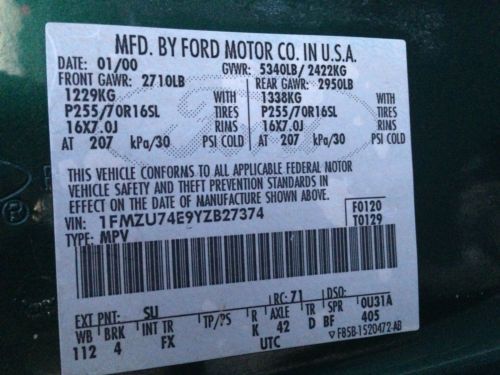 MFD. BY FORD MOTOR CO. IN U.S.A.
DATE: 01/00 GVWR: 5340LB/ 2422KG
FRONT GAWR: 2710LB REAR GAWR: 2950LB
1229KG WITH 1338KG WITH
P255/70R16SL TIRES P255/70R16SL TIRES
16X7.0J RIMS 16X7.0J RIMS
AT 207 kPa/30 PSI COLD AT 207 kPa/30 PSI COLD
THIS VEHICLE CONFORMS TO ALL APPLICABLE FEDERAL MOTOR
VEHICLE SAFETY AND THEFT PREVENTION STANDARDS IN
EFFECT ON THE DATE OF MANUFACTURE SHOWN ABOVE.
VIN: 1FMZU74E9YZB27374 F0120
TYPE: MPV T0129
EXT PNT: SU RC: 71 DSO:
WB BRK INT TR TP/PS R AXLE TR SPR 0U31A
112 4 FX K 42 D BF 405
UTC F85B-1520472-AB